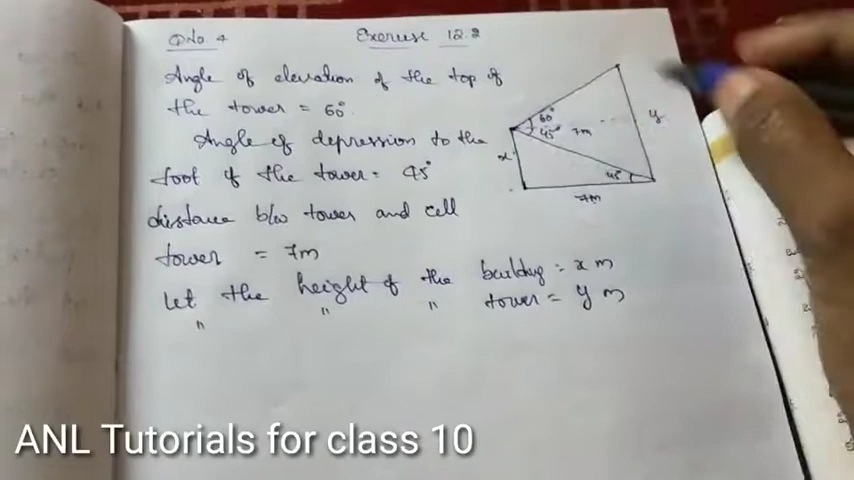 QNo 4
Exercise 12.2
Angle of elevation of the top of
the tower = 60°
Angle of depression to the
foot of the tower = 45°
distance b/w tower and cell
tower = 7m
let the height of the building = x m
" " " tower = y m
60°
45°
7m
y
x
45°
7m
ANL Tutorials for class 10